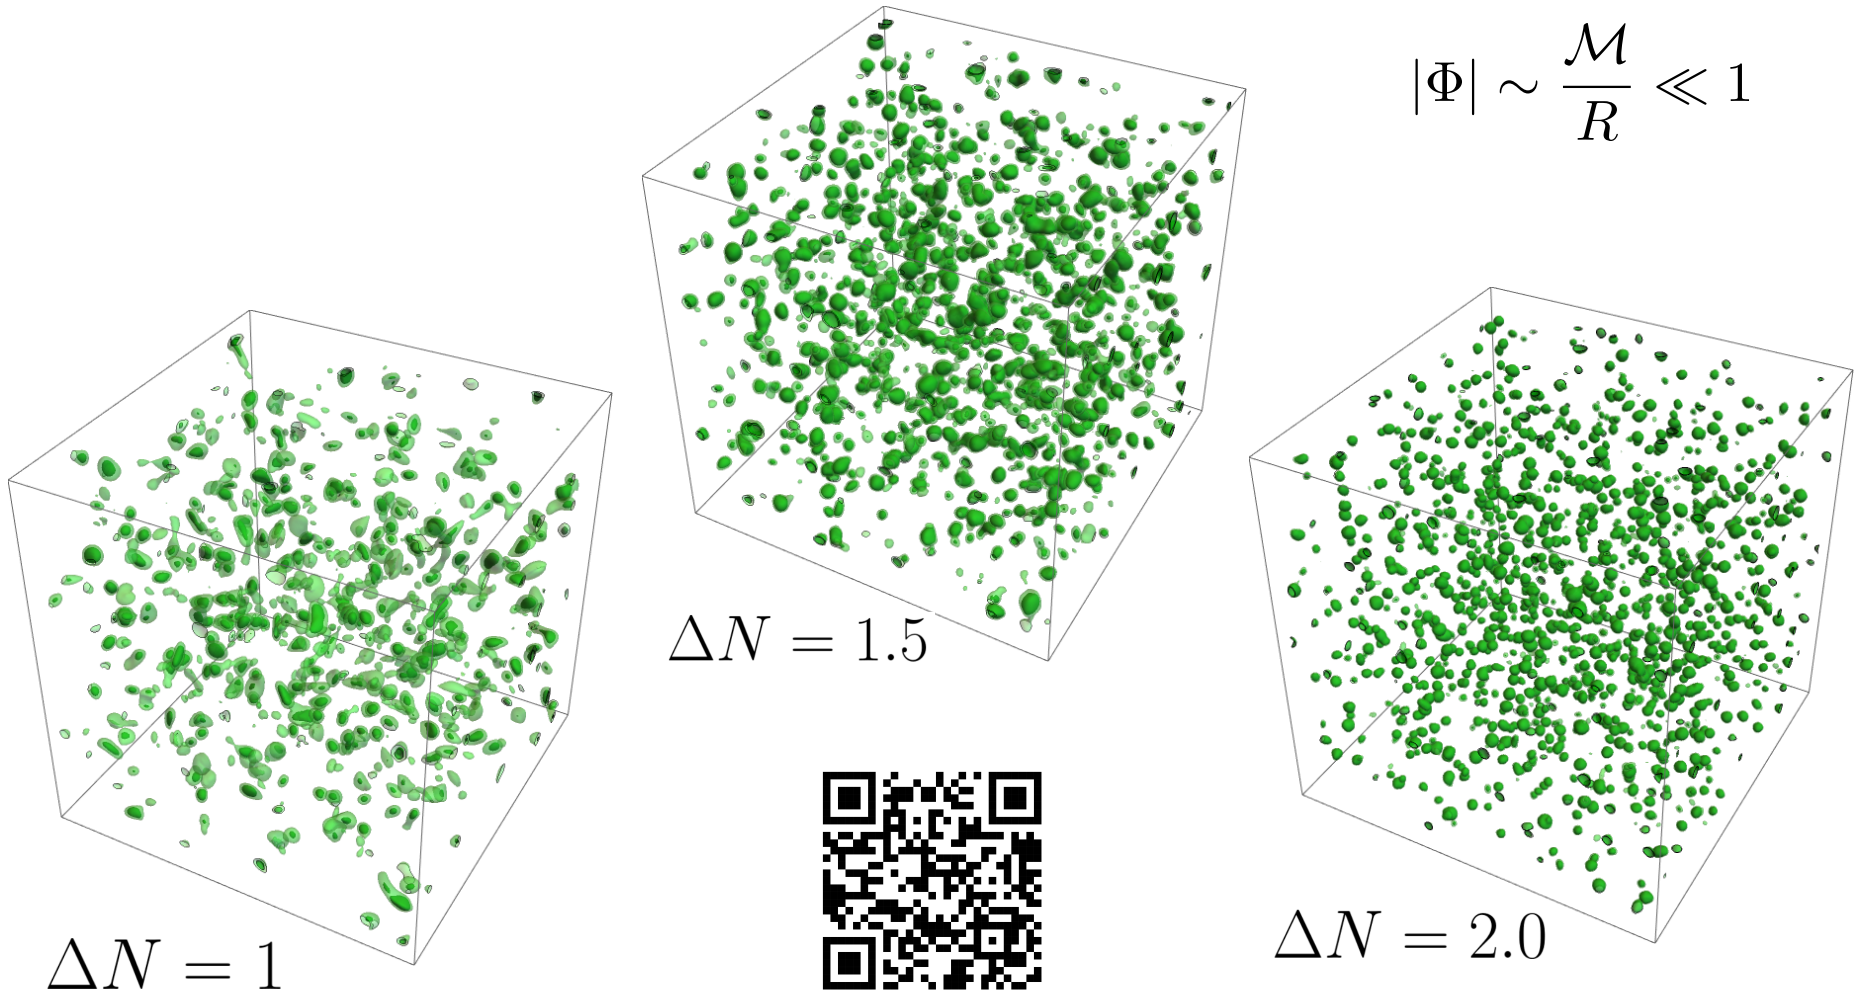 |Φ| ∼ ℳ/R ≪ 1
ΔN = 1.5
ΔN = 2.0
ΔN = 1